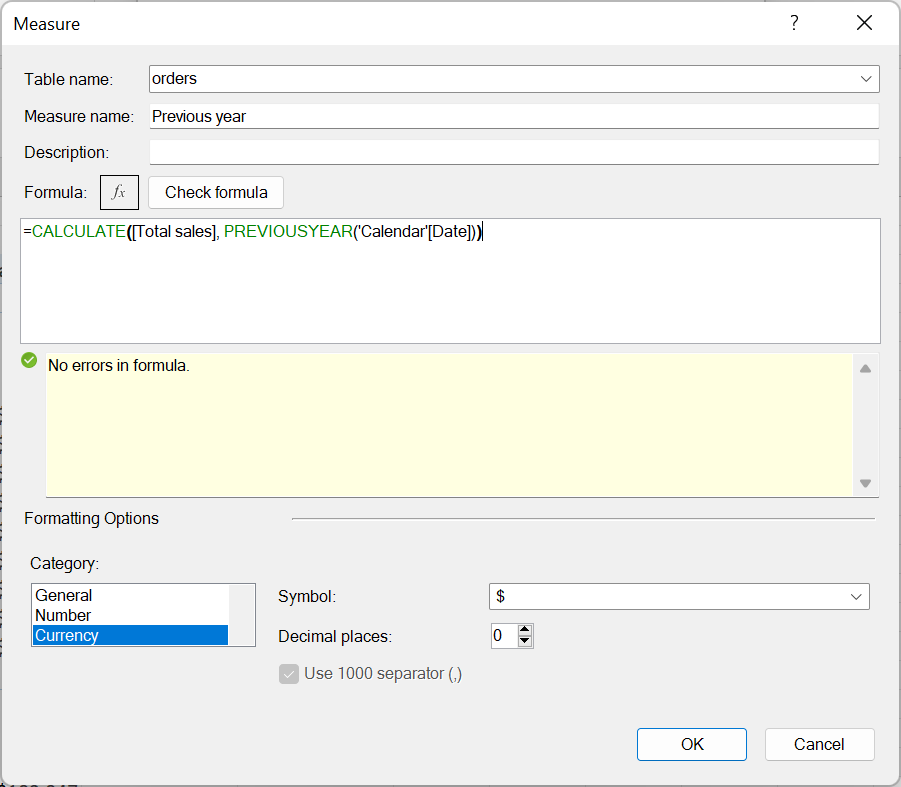 Measure ?
Table name: orders
Measure name: Previous year
Description:
Formula: fx Check formula
=CALCULATE([Total sales], PREVIOUSYEAR('Calendar'[Date]))
No errors in formula.
Formatting Options
Category:
General
Number
Currency
Symbol: $
Decimal places: 0
Use 1000 separator (,)
OK Cancel